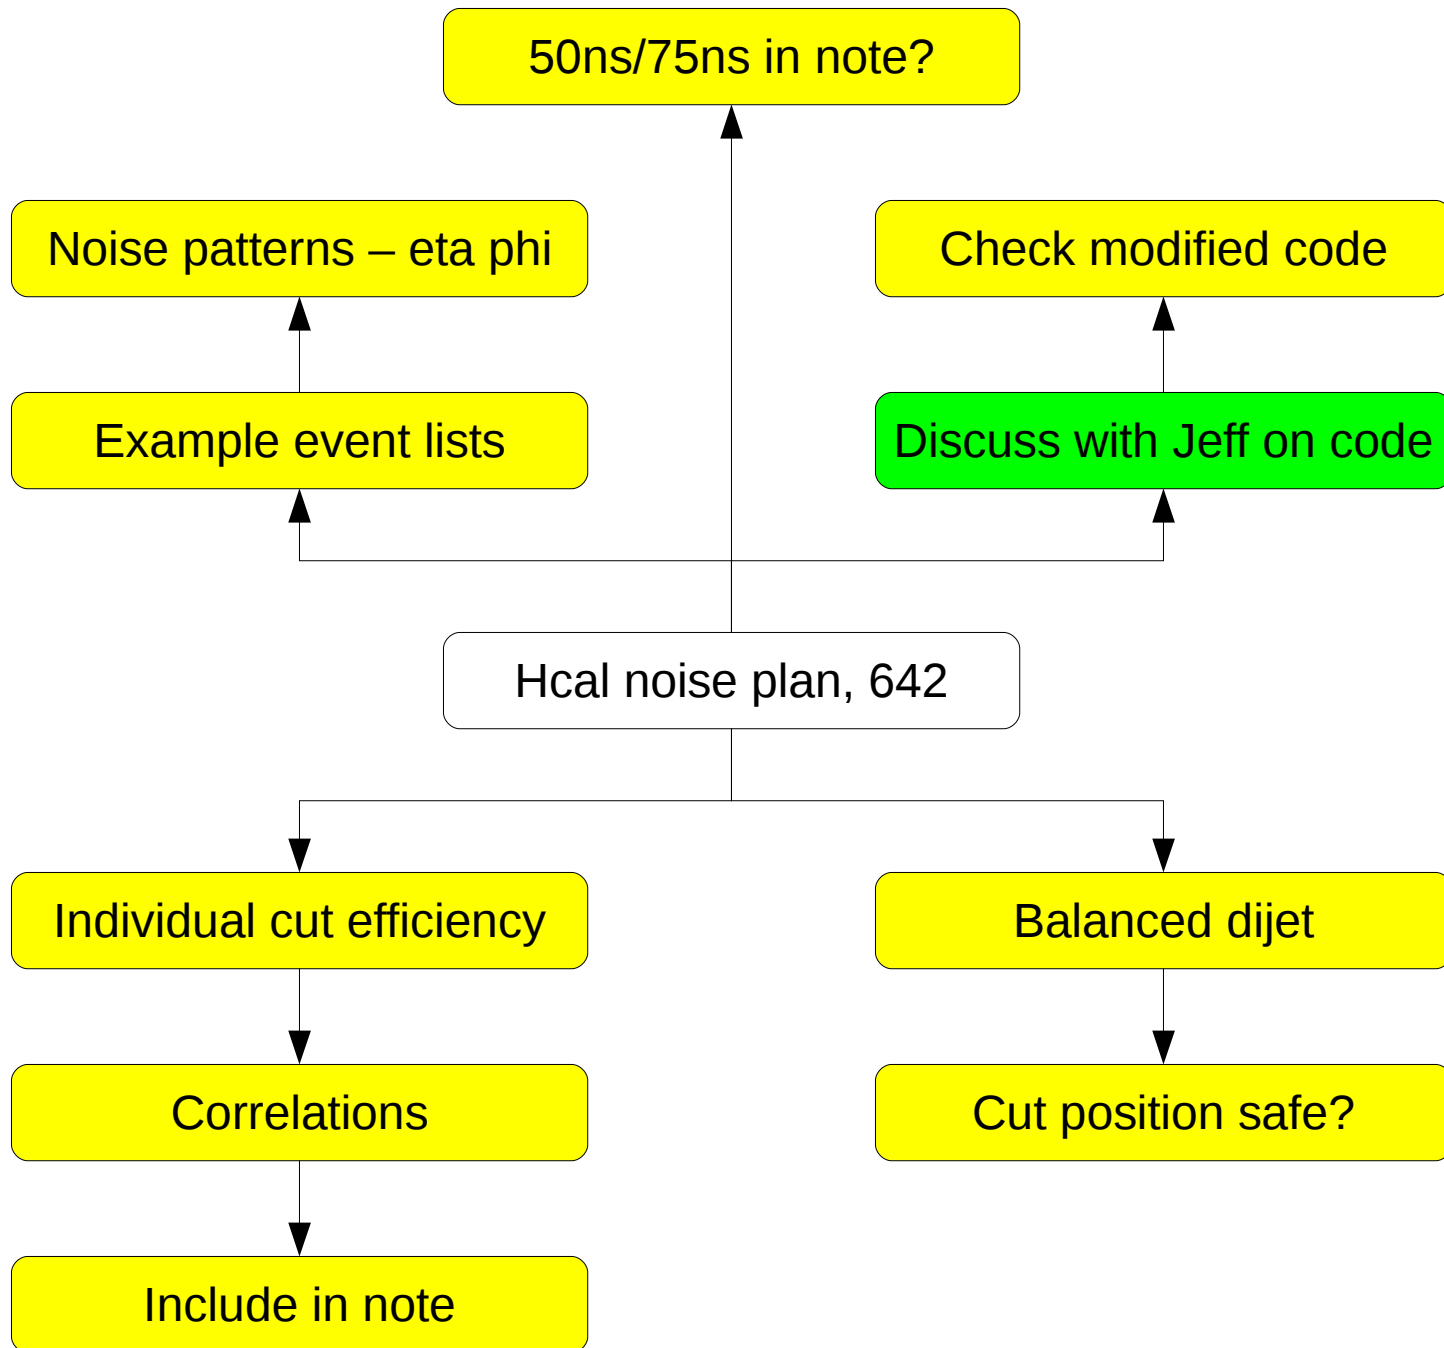 50ns/75ns in note?
Noise patterns – eta phi
Check modified code
Example event lists
Discuss with Jeff on code
Hcal noise plan, 642
Individual cut efficiency
Balanced dijet
Correlations
Cut position safe?
Include in note